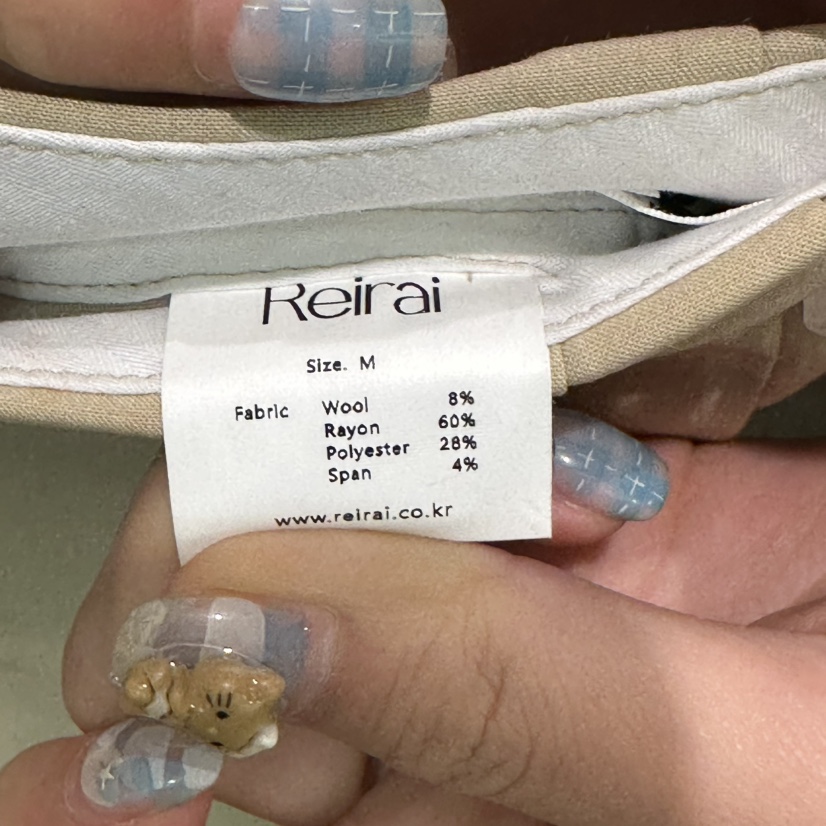 Reirai
Size. M
Fabric Wool 8%
Rayon 60%
Polyester 28%
Span 4%
www.reirai.co.kr